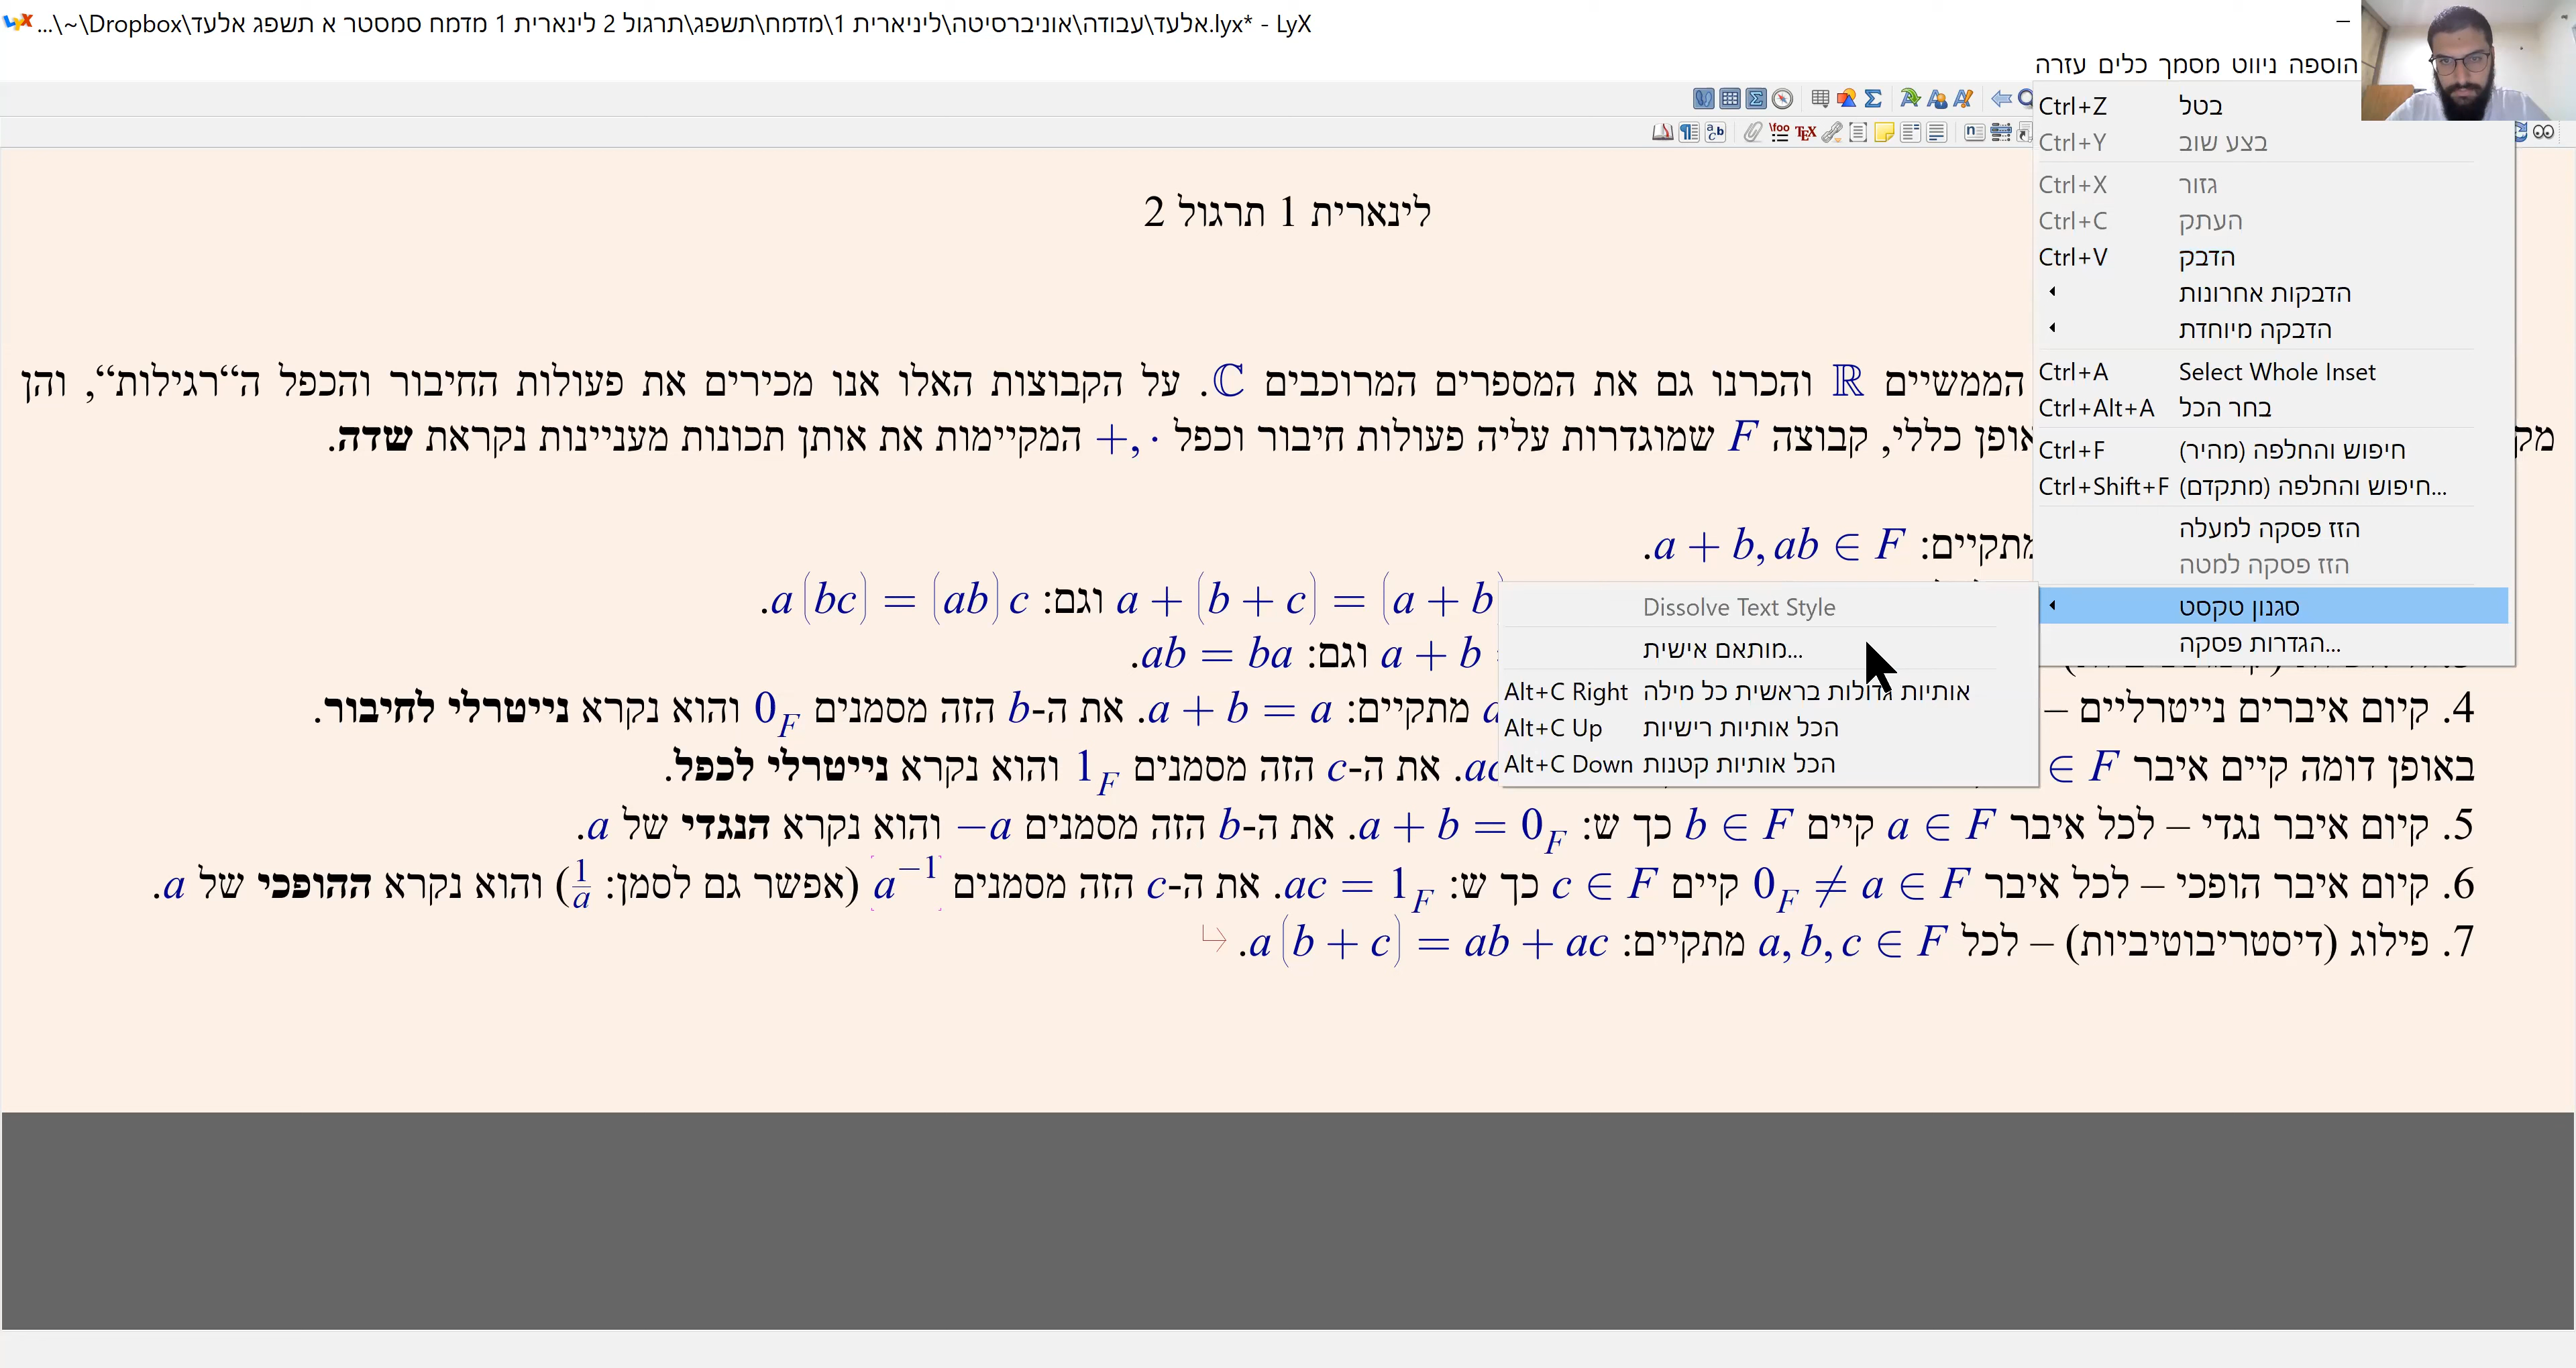 ...\~\Dropbox\אלעד\עבודה\אוניברסיטה\ליניארית 1\מדמח\תשפג\תרגול 2 לינארית 1 מדמח סמסטר א תשפג אלעד.lyx* - LyX
הוספה ניווט מסמך כלים עזרה
בטל Ctrl+Z
בצע שוב Ctrl+Y
גזור Ctrl+X
העתק Ctrl+C
הדבק Ctrl+V
הדבקות אחרונות
הדבקה מיוחדת
Select Whole Inset Ctrl+A
בחר הכל Ctrl+Alt+A
חיפוש והחלפה (מהיר) Ctrl+F
חיפוש והחלפה (מתקדם)... Ctrl+Shift+F
הזז פסקה למעלה
הזז פסקה למטה
סגנון טקסט
הגדרות פסקה...
Dissolve Text Style
מותאם אישית...
אותיות גדולות בראשית כל מילה Alt+C Right
הכל אותיות רישיות Alt+C Up
הכל אותיות קטנות Alt+C Down
לינארית 1 תרגול 2
הממשיים ℝ והכרנו גם את המספרים המרוכבים ℂ. על הקבוצות האלו אנו מכירים את פעולות החיבור והכפל ה“רגילות“, והן
כללי, קבוצה F שמוגדרות עליה פעולות חיבור וכפל +,· המקיימות את אותן תכונות מעניינות נקראת שדה.
מתקיים: a + b, ab ∈ F.
a + (b + c) = (a + b) וגם: a (bc) = (ab) c.
a + b = וגם: ab = ba.
4. קיום איברים נייטרליים – מתקיים: a + b = a. את ה-b הזה מסמנים 0_F והוא נקרא נייטרלי לחיבור.
באופן דומה קיים איבר ∈ F ac. את ה-c הזה מסמנים 1_F והוא נקרא נייטרלי לכפל.
5. קיום איבר נגדי – לכל איבר a ∈ F קיים b ∈ F כך ש: a + b = 0_F. את ה-b הזה מסמנים −a והוא נקרא הנגדי של a.
6. קיום איבר הופכי – לכל איבר 0_F ≠ a ∈ F קיים c ∈ F כך ש: ac = 1_F. את ה-c הזה מסמנים a^{−1} (אפשר גם לסמן: 1/a) והוא נקרא ההופכי של a.
7. פילוג (דיסטריבוטיביות) – לכל a, b, c ∈ F מתקיים: a (b + c) = ab + ac.